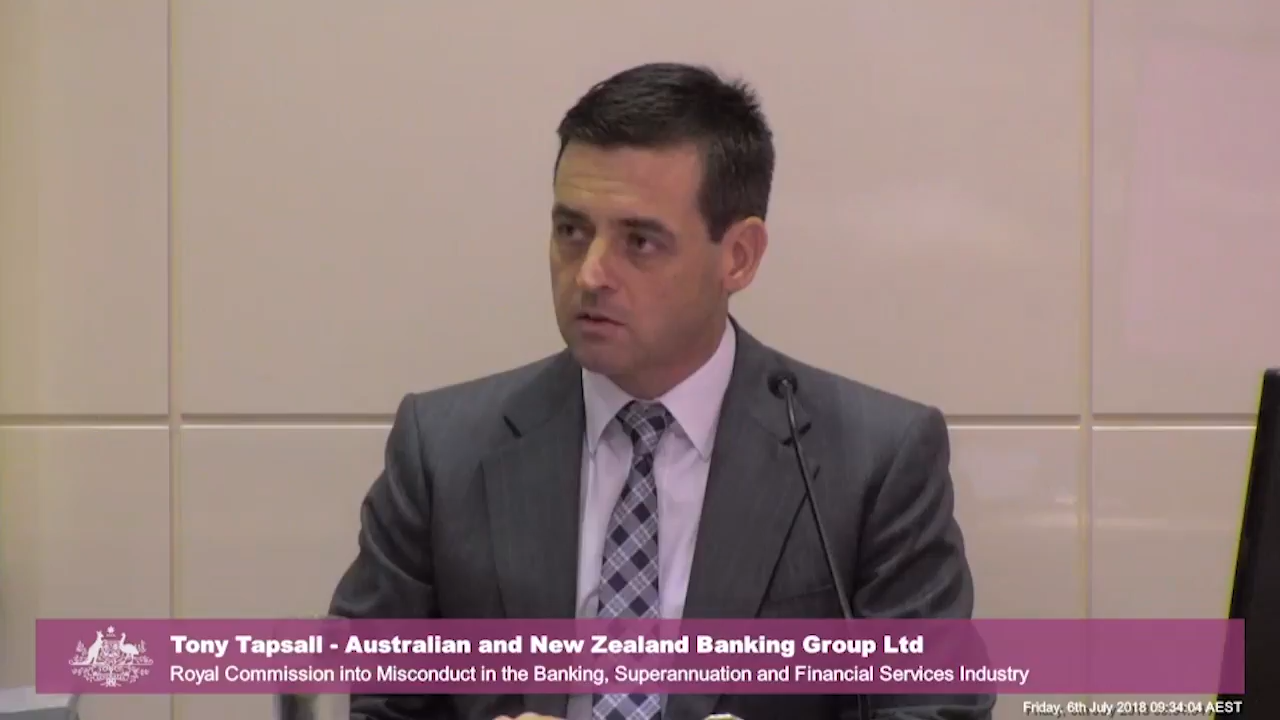 Tony Tapsall - Australian and New Zealand Banking Group Ltd
Royal Commission into Misconduct in the Banking, Superannuation and Financial Services Industry
Friday, 6th July 2018 09:34:04 AEST